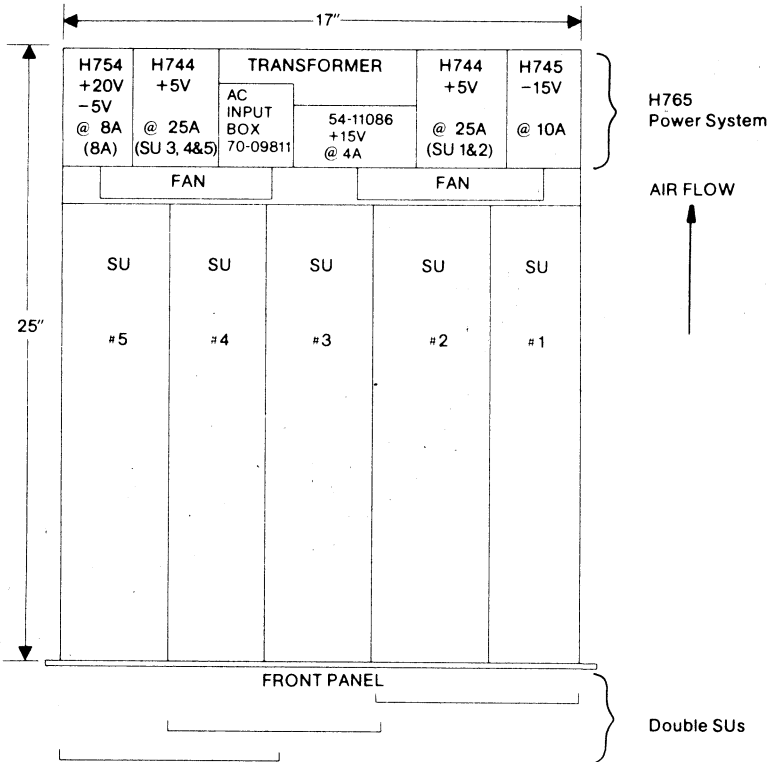 17″
H754
+20V
−5V
@ 8A
(8A)
H744
+5V
@ 25A
(SU 3, 4&5)
TRANSFORMER
AC
INPUT
BOX
70-09811
54-11086
+15V
@ 4A
H744
+5V
@ 25A
(SU 1&2)
H745
−15V
@ 10A
H765
Power System
FAN
FAN
AIR FLOW
SU
SU
SU
SU
SU
25″
#5
#4
#3
#2
#1
FRONT PANEL
Double SUs